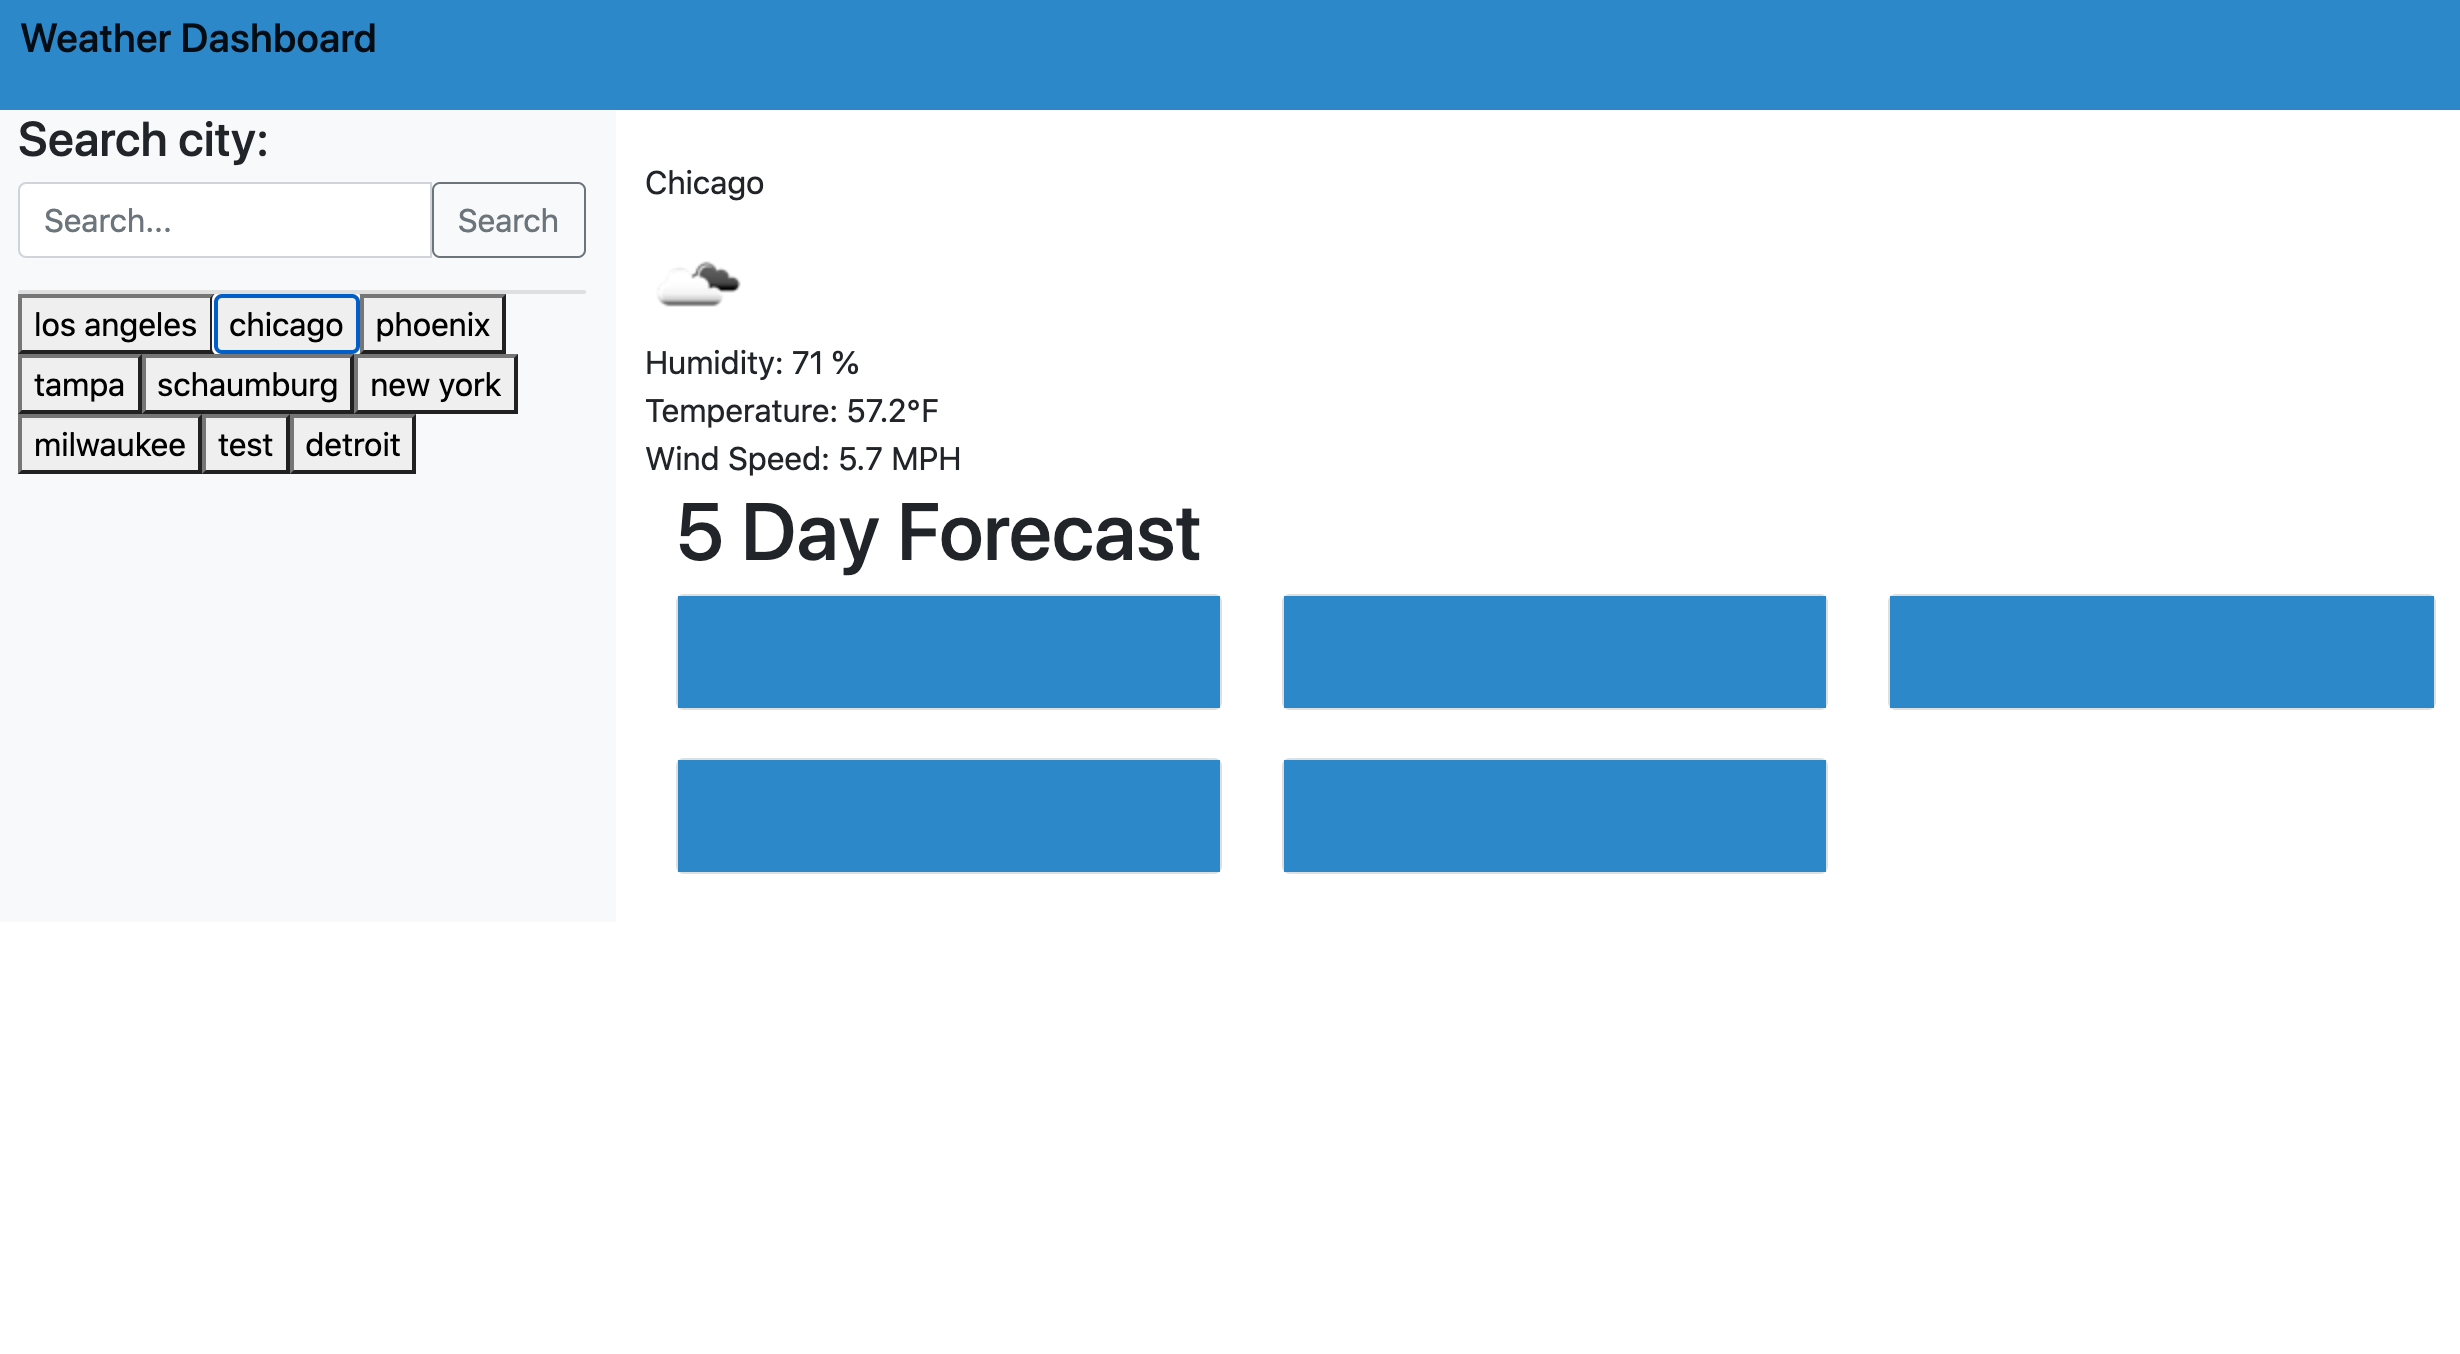 Weather Dashboard
Search city:
Search...
Search
los angeles
chicago
phoenix
tampa
schaumburg
new york
milwaukee
test
detroit
Chicago
Humidity: 71 %
Temperature: 57.2°F
Wind Speed: 5.7 MPH
5 Day Forecast